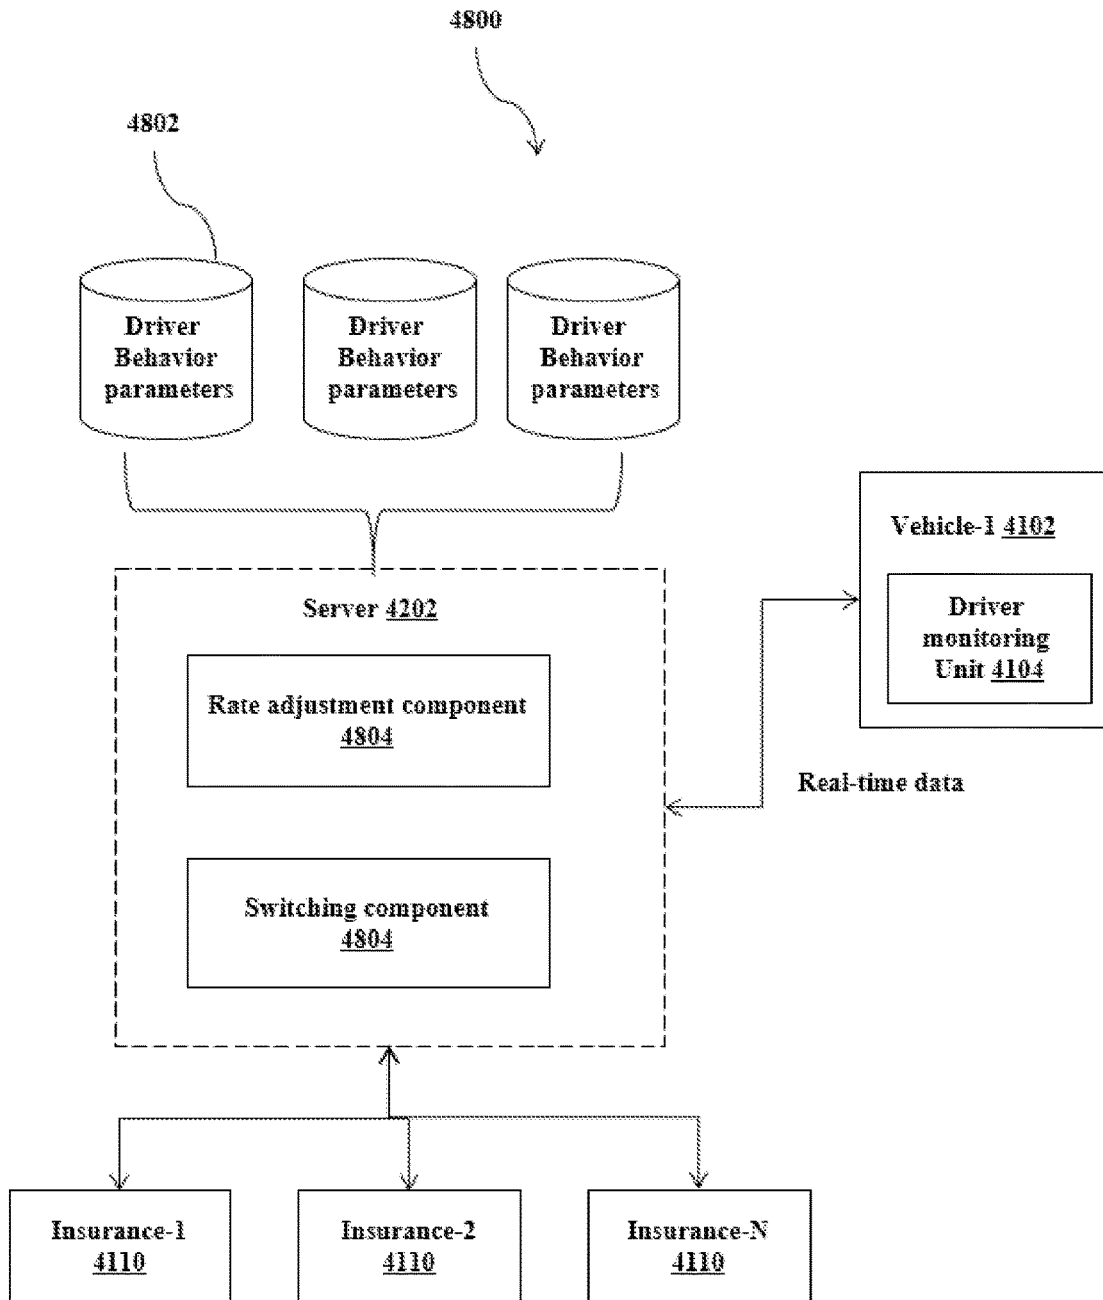 4800
4802
Driver
Behavior
parameters
Driver
Behavior
parameters
Driver
Behavior
parameters
Vehicle-1 4102
Driver
monitoring
Unit 4104
Server 4202
Rate adjustment component
4804
Real-time data
Switching component
4804
Insurance-1
4110
Insurance-2
4110
Insurance-N
4110